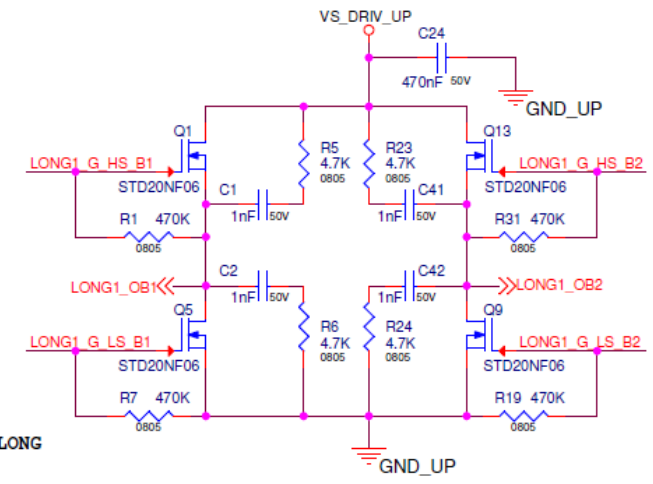 VS_DRIV_UP
C24
470nF 50V
GND_UP
Q1
Q13
R5
4.7K
0805
R23
4.7K
0805
LONG1_G_HS_B1
LONG1_G_HS_B2
STD20NF06
STD20NF06
C1
C41
1nF 50V
1nF 50V
R1 470K
0805
R31 470K
0805
LONG1_OB1
C2
C42
LONG1_OB2
1nF 50V
1nF 50V
Q5
Q9
R6
4.7K
0805
R24
4.7K
0805
LONG1_G_LS_B1
LONG1_G_LS_B2
STD20NF06
STD20NF06
R7 470K
0805
R19 470K
0805
LONG
GND_UP